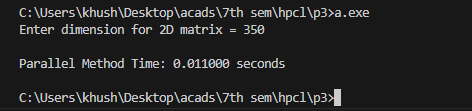 C:\Users\khush\Desktop\acads\7th sem\hpcl\p3>a.exe
Enter dimension for 2D matrix = 350
Parallel Method Time: 0.011000 seconds
C:\Users\khush\Desktop\acads\7th sem\hpcl\p3>